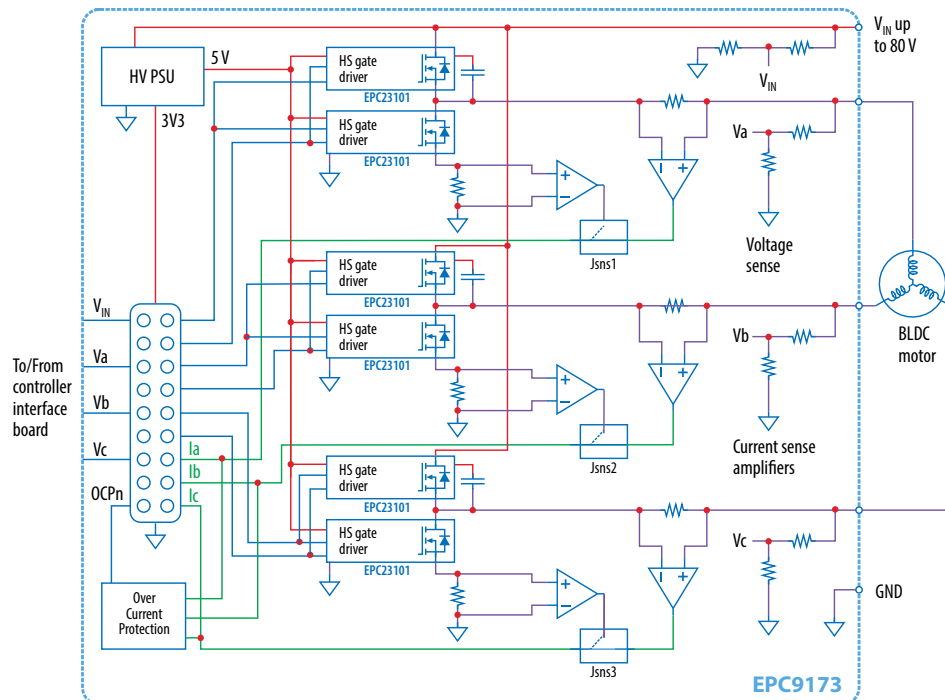 HV PSU
5 V
3V3
HS gate
driver
EPC23101
HS gate
driver
EPC23101
V_IN up
to 80 V
V_IN
Va
Voltage
sense
Jsns1
HS gate
driver
EPC23101
HS gate
driver
EPC23101
Vb
Current sense
amplifiers
Jsns2
BLDC
motor
To/From
controller
interface
board
V_IN
Va
Vb
Vc
OCPn
Ia
Ib
Ic
HS gate
driver
EPC23101
HS gate
driver
EPC23101
Vc
Jsns3
GND
Over
Current
Protection
EPC9173